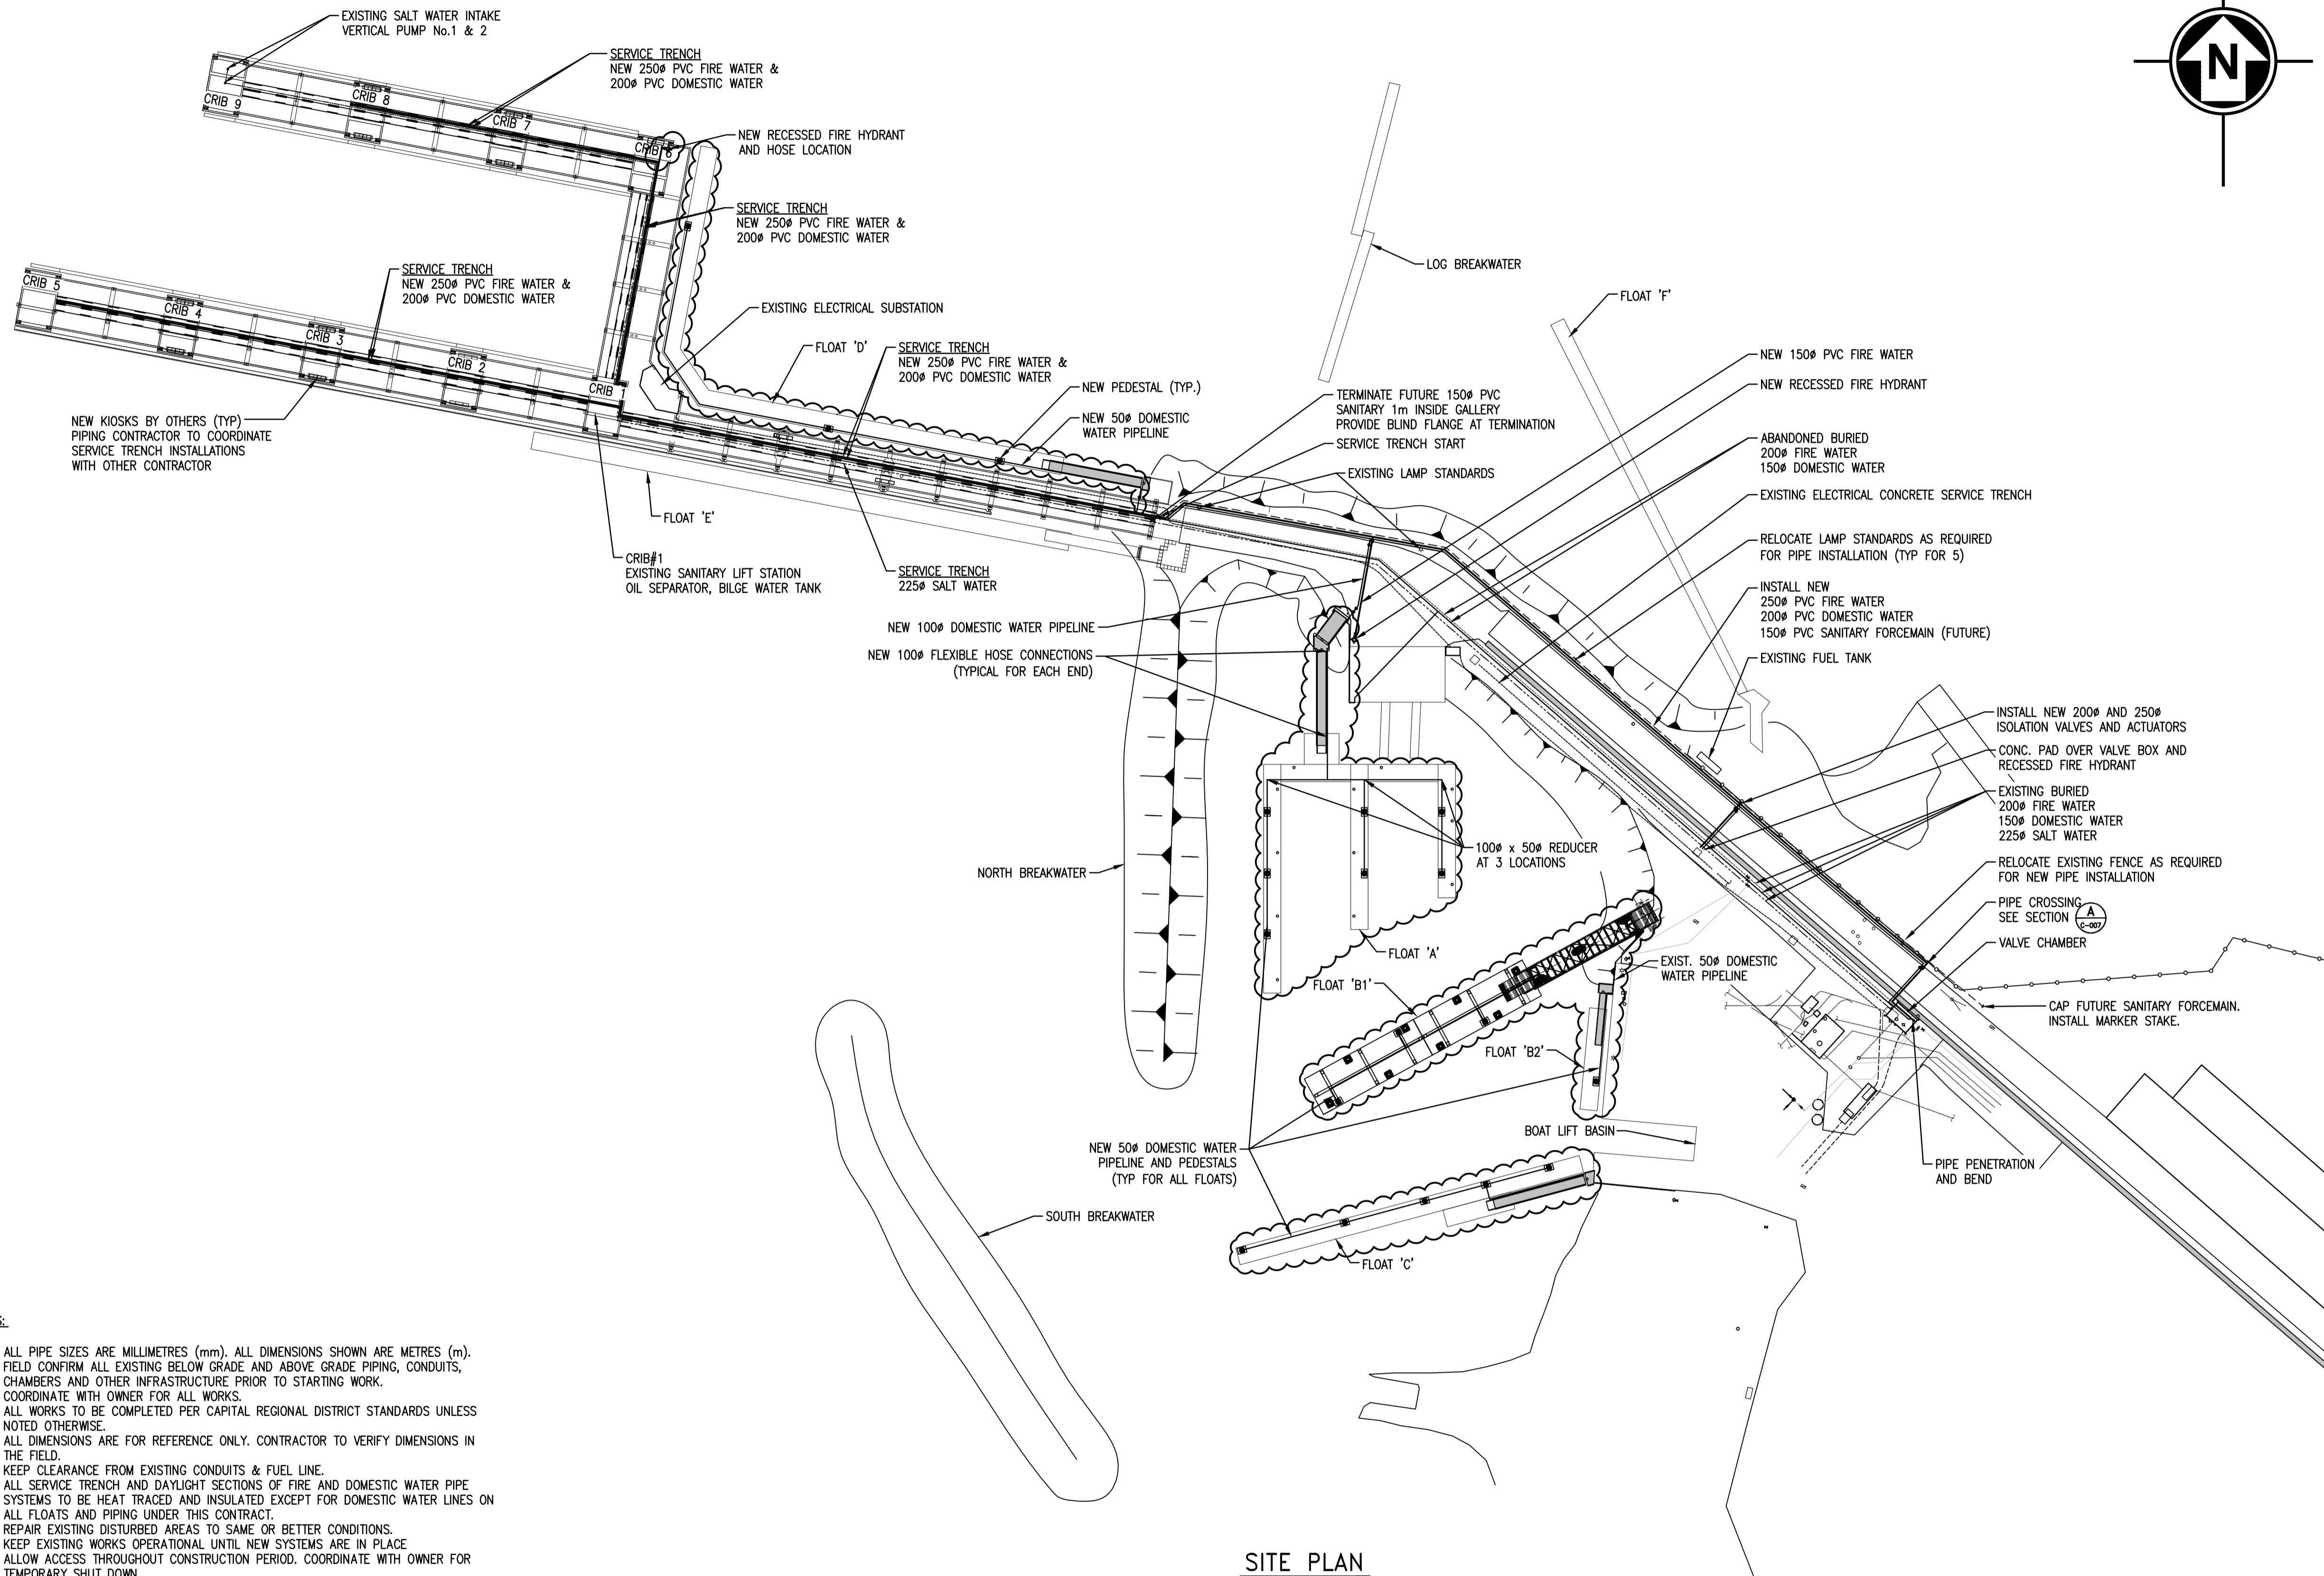 EXISTING SALT WATER INTAKE
VERTICAL PUMP No.1 & 2
SERVICE TRENCH
NEW 250ø PVC FIRE WATER &
200ø PVC DOMESTIC WATER
N
CRIB 9
CRIB 8
CRIB 7
CRIB 6
NEW RECESSED FIRE HYDRANT
AND HOSE LOCATION
SERVICE TRENCH
NEW 250ø PVC FIRE WATER &
200ø PVC DOMESTIC WATER
LOG BREAKWATER
SERVICE TRENCH
NEW 250ø PVC FIRE WATER &
200ø PVC DOMESTIC WATER
CRIB 5
CRIB 4
CRIB 3
CRIB 2
CRIB 1
EXISTING ELECTRICAL SUBSTATION
FLOAT 'F'
FLOAT 'D'
SERVICE TRENCH
NEW 250ø PVC FIRE WATER &
200ø PVC DOMESTIC WATER
NEW PEDESTAL (TYP.)
NEW 50ø DOMESTIC
WATER PIPELINE
TERMINATE FUTURE 150ø PVC
SANITARY 1m INSIDE GALLERY
PROVIDE BLIND FLANGE AT TERMINATION
SERVICE TRENCH START
EXISTING LAMP STANDARDS
NEW 150ø PVC FIRE WATER
NEW RECESSED FIRE HYDRANT
ABANDONED BURIED
200ø FIRE WATER
150ø DOMESTIC WATER
EXISTING ELECTRICAL CONCRETE SERVICE TRENCH
RELOCATE LAMP STANDARDS AS REQUIRED
FOR PIPE INSTALLATION (TYP FOR 5)
INSTALL NEW
250ø PVC FIRE WATER
200ø PVC DOMESTIC WATER
150ø PVC SANITARY FORCEMAIN (FUTURE)
EXISTING FUEL TANK
NEW KIOSKS BY OTHERS (TYP)
PIPING CONTRACTOR TO COORDINATE
SERVICE TRENCH INSTALLATIONS
WITH OTHER CONTRACTOR
FLOAT 'E'
CRIB#1
EXISTING SANITARY LIFT STATION
OIL SEPARATOR, BILGE WATER TANK
SERVICE TRENCH
225ø SALT WATER
NEW 100ø DOMESTIC WATER PIPELINE
NEW 100ø FLEXIBLE HOSE CONNECTIONS
(TYPICAL FOR EACH END)
INSTALL NEW 200ø AND 250ø
ISOLATION VALVES AND ACTUATORS
CONC. PAD OVER VALVE BOX AND
RECESSED FIRE HYDRANT
EXISTING BURIED
200ø FIRE WATER
150ø DOMESTIC WATER
225ø SALT WATER
RELOCATE EXISTING FENCE AS REQUIRED
FOR NEW PIPE INSTALLATION
PIPE CROSSING
SEE SECTION
A
C-007
VALVE CHAMBER
NORTH BREAKWATER
100ø x 50ø REDUCER
AT 3 LOCATIONS
FLOAT 'A'
FLOAT 'B1'
EXIST. 50ø DOMESTIC
WATER PIPELINE
CAP FUTURE SANITARY FORCEMAIN.
INSTALL MARKER STAKE.
FLOAT 'B2'
BOAT LIFT BASIN
NEW 50ø DOMESTIC WATER
PIPELINE AND PEDESTALS
(TYP FOR ALL FLOATS)
PIPE PENETRATION
AND BEND
SOUTH BREAKWATER
FLOAT 'C'
S:
ALL PIPE SIZES ARE MILLIMETRES (mm). ALL DIMENSIONS SHOWN ARE METRES (m).
FIELD CONFIRM ALL EXISTING BELOW GRADE AND ABOVE GRADE PIPING, CONDUITS,
CHAMBERS AND OTHER INFRASTRUCTURE PRIOR TO STARTING WORK.
COORDINATE WITH OWNER FOR ALL WORKS.
ALL WORKS TO BE COMPLETED PER CAPITAL REGIONAL DISTRICT STANDARDS UNLESS
NOTED OTHERWISE.
ALL DIMENSIONS ARE FOR REFERENCE ONLY. CONTRACTOR TO VERIFY DIMENSIONS IN
THE FIELD.
KEEP CLEARANCE FROM EXISTING CONDUITS & FUEL LINE.
ALL SERVICE TRENCH AND DAYLIGHT SECTIONS OF FIRE AND DOMESTIC WATER PIPE
SYSTEMS TO BE HEAT TRACED AND INSULATED EXCEPT FOR DOMESTIC WATER LINES ON
ALL FLOATS AND PIPING UNDER THIS CONTRACT.
REPAIR EXISTING DISTURBED AREAS TO SAME OR BETTER CONDITIONS.
KEEP EXISTING WORKS OPERATIONAL UNTIL NEW SYSTEMS ARE IN PLACE
ALLOW ACCESS THROUGHOUT CONSTRUCTION PERIOD. COORDINATE WITH OWNER FOR
TEMPORARY SHUT DOWN
SITE PLAN